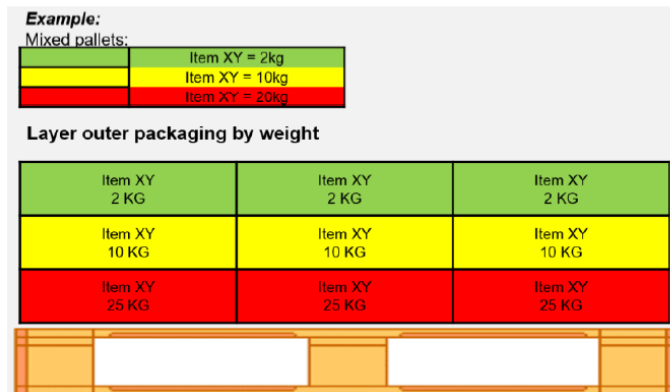 Example:
Mixed pallets:
Item XY = 2kg
Item XY = 10kg
Item XY = 20kg
Layer outer packaging by weight
Item XY Item XY Item XY
2 KG 2 KG 2 KG
Item XY Item XY Item XY
10 KG 10 KG 10 KG
Item XY Item XY Item XY
25 KG 25 KG 25 KG